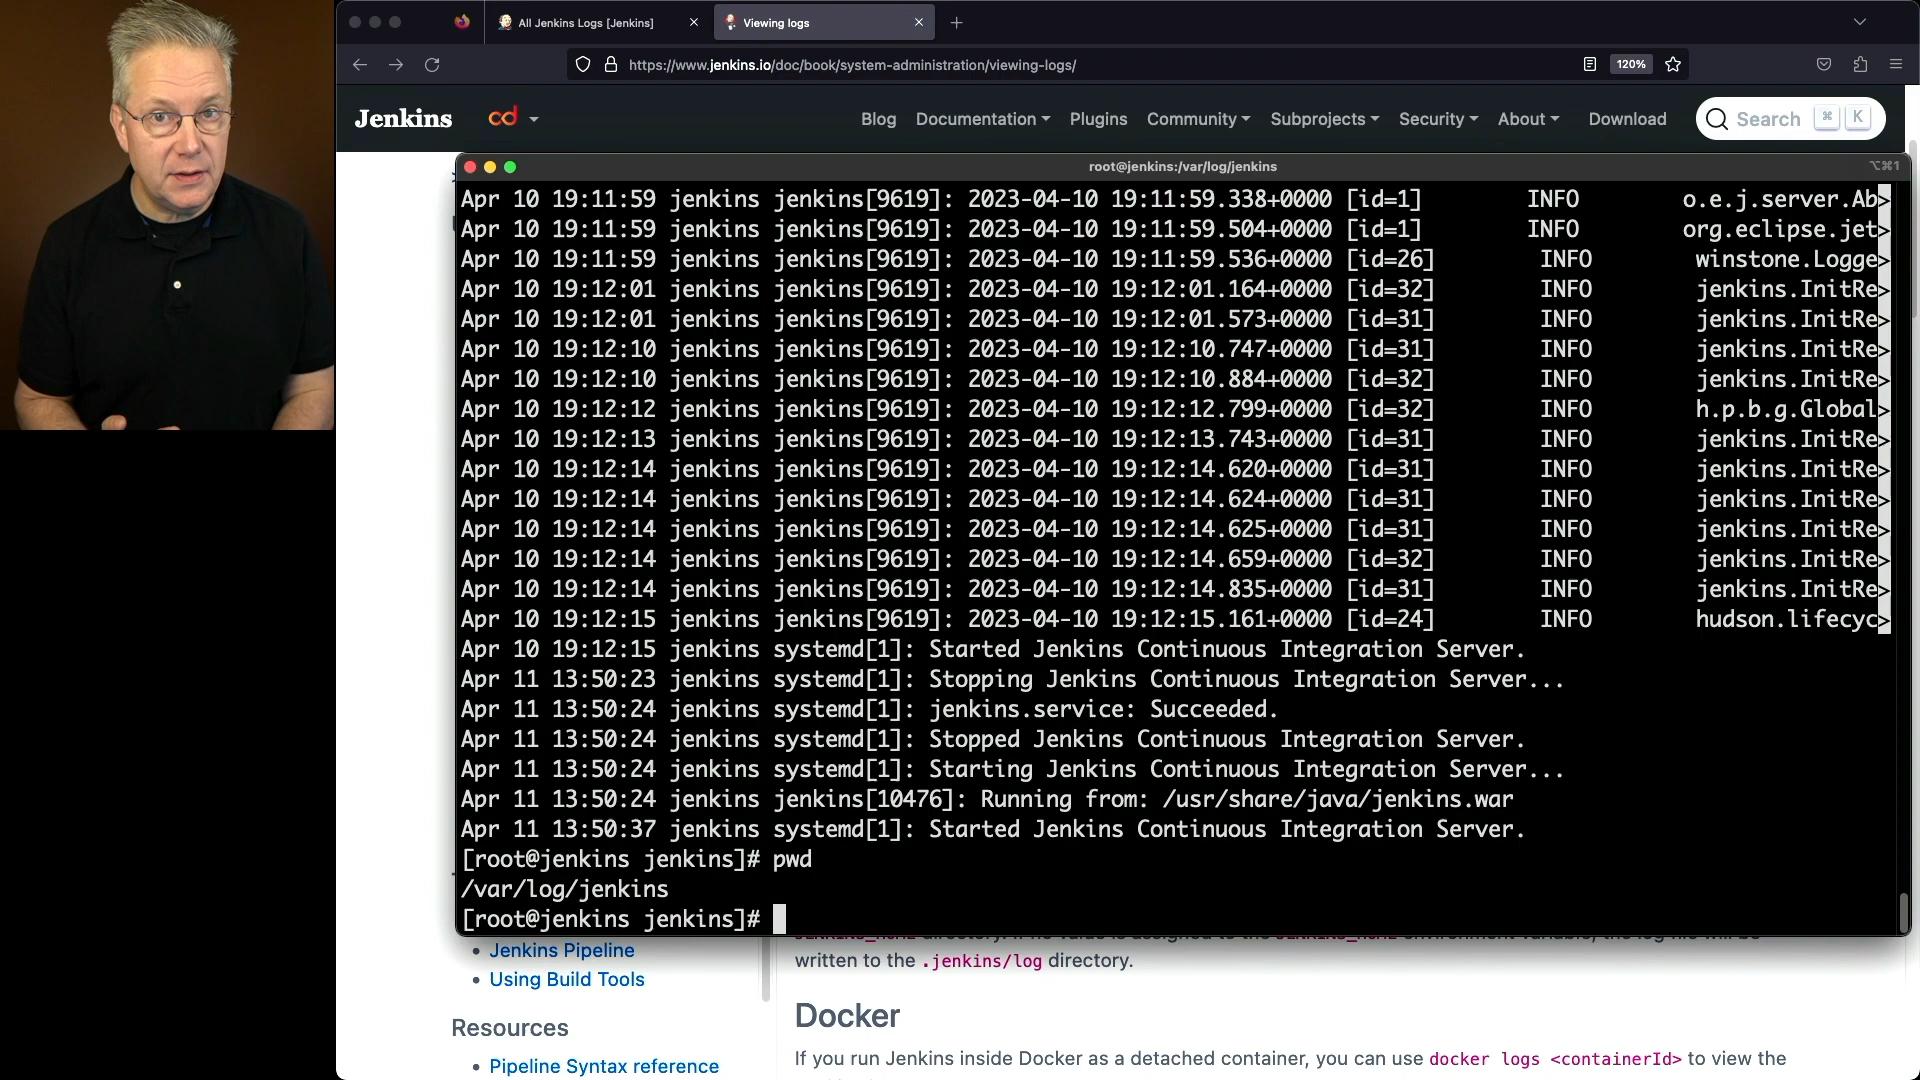 All Jenkins Logs [Jenkins]
Viewing logs
https://www.jenkins.io/doc/book/system-administration/viewing-logs/
120%
Jenkins
cd
Blog
Documentation
Plugins
Community
Subprojects
Security
About
Download
Search
⌘
K
root@jenkins:/var/log/jenkins
⌥⌘1
Apr 10 19:11:59 jenkins jenkins[9619]: 2023-04-10 19:11:59.338+0000 [id=1] INFO o.e.j.server.Ab>
Apr 10 19:11:59 jenkins jenkins[9619]: 2023-04-10 19:11:59.504+0000 [id=1] INFO org.eclipse.jet>
Apr 10 19:11:59 jenkins jenkins[9619]: 2023-04-10 19:11:59.536+0000 [id=26] INFO winstone.Logge>
Apr 10 19:12:01 jenkins jenkins[9619]: 2023-04-10 19:12:01.164+0000 [id=32] INFO jenkins.InitRe>
Apr 10 19:12:01 jenkins jenkins[9619]: 2023-04-10 19:12:01.573+0000 [id=31] INFO jenkins.InitRe>
Apr 10 19:12:10 jenkins jenkins[9619]: 2023-04-10 19:12:10.747+0000 [id=31] INFO jenkins.InitRe>
Apr 10 19:12:10 jenkins jenkins[9619]: 2023-04-10 19:12:10.884+0000 [id=32] INFO jenkins.InitRe>
Apr 10 19:12:12 jenkins jenkins[9619]: 2023-04-10 19:12:12.799+0000 [id=32] INFO h.p.b.g.Global>
Apr 10 19:12:13 jenkins jenkins[9619]: 2023-04-10 19:12:13.743+0000 [id=31] INFO jenkins.InitRe>
Apr 10 19:12:14 jenkins jenkins[9619]: 2023-04-10 19:12:14.620+0000 [id=31] INFO jenkins.InitRe>
Apr 10 19:12:14 jenkins jenkins[9619]: 2023-04-10 19:12:14.624+0000 [id=31] INFO jenkins.InitRe>
Apr 10 19:12:14 jenkins jenkins[9619]: 2023-04-10 19:12:14.625+0000 [id=31] INFO jenkins.InitRe>
Apr 10 19:12:14 jenkins jenkins[9619]: 2023-04-10 19:12:14.659+0000 [id=32] INFO jenkins.InitRe>
Apr 10 19:12:14 jenkins jenkins[9619]: 2023-04-10 19:12:14.835+0000 [id=31] INFO jenkins.InitRe>
Apr 10 19:12:15 jenkins jenkins[9619]: 2023-04-10 19:12:15.161+0000 [id=24] INFO hudson.lifecyc>
Apr 10 19:12:15 jenkins systemd[1]: Started Jenkins Continuous Integration Server.
Apr 11 13:50:23 jenkins systemd[1]: Stopping Jenkins Continuous Integration Server...
Apr 11 13:50:24 jenkins systemd[1]: jenkins.service: Succeeded.
Apr 11 13:50:24 jenkins systemd[1]: Stopped Jenkins Continuous Integration Server.
Apr 11 13:50:24 jenkins systemd[1]: Starting Jenkins Continuous Integration Server...
Apr 11 13:50:24 jenkins jenkins[10476]: Running from: /usr/share/java/jenkins.war
Apr 11 13:50:37 jenkins systemd[1]: Started Jenkins Continuous Integration Server.
[root@jenkins jenkins]# pwd
/var/log/jenkins
[root@jenkins jenkins]#
Jenkins Pipeline
Using Build Tools
Resources
Pipeline Syntax reference
written to the .jenkins/log directory.
Docker
If you run Jenkins inside Docker as a detached container, you can use docker logs <containerId> to view the